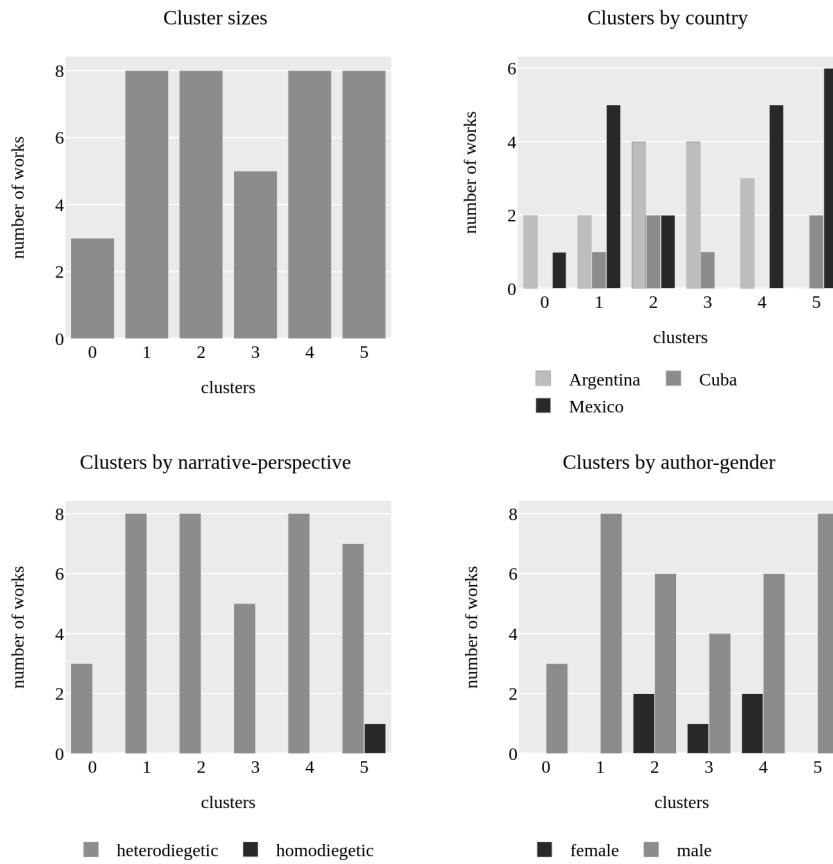 Cluster sizes
number of works
8
6
4
2
0
0 1 2 3 4 5
clusters
Clusters by country
number of works
6
4
2
0
0 1 2 3 4 5
clusters
Argentina Cuba
Mexico
Clusters by narrative-perspective
number of works
8
6
4
2
0
0 1 2 3 4 5
clusters
heterodiegetic homodiegetic
Clusters by author-gender
number of works
8
6
4
2
0
0 1 2 3 4 5
clusters
female male